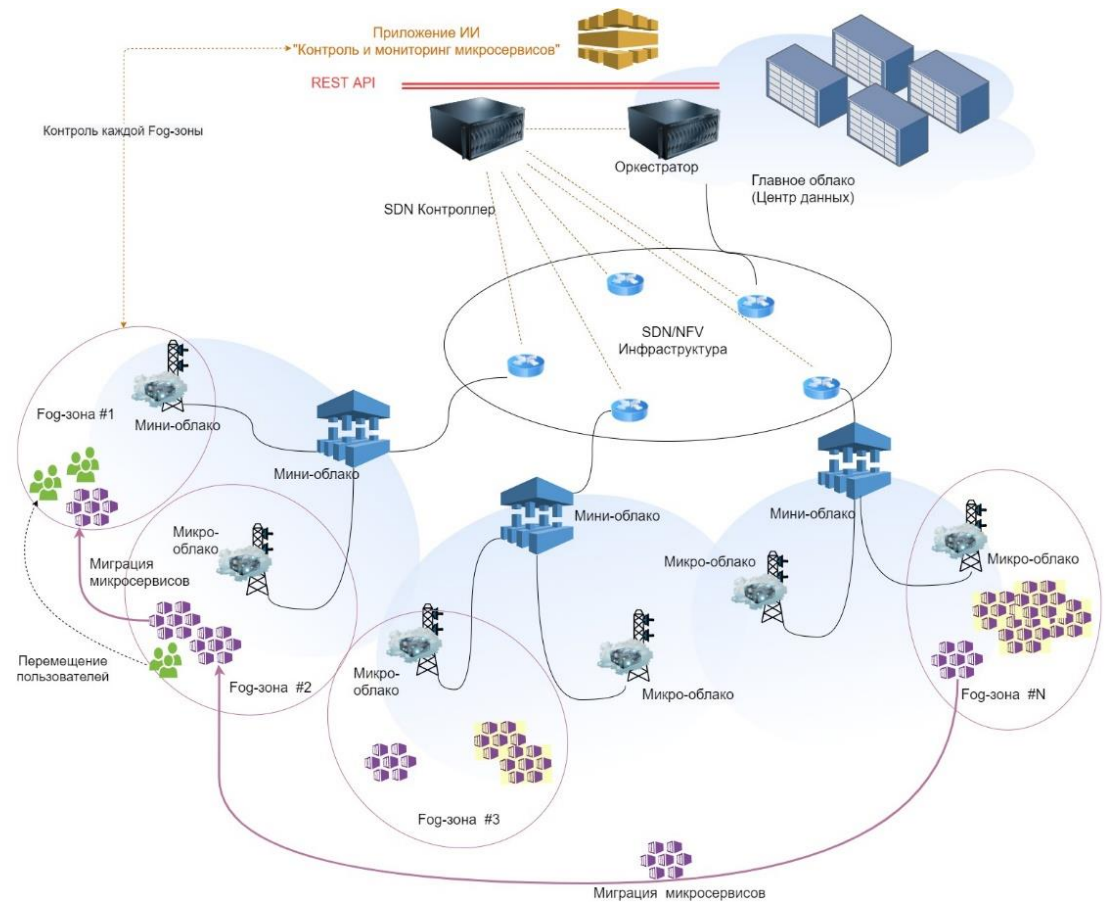 Приложение ИИ
"Контроль и мониторинг микросервисов"
REST API
Контроль каждой Fog-зоны
Оркестратор
Главное облако
(Центр данных)
SDN Контроллер
SDN/NFV
Инфраструктура
Fog-зона #1
Мини-облако
Мини-облако
Мини-облако
Мини-облако
Микро-
облако
Микро-облако
Микро-облако
Миграция
микросервисов
Перемещение
пользователей
Fog-зона #2
Микро-
облако
Микро-облако
Fog-зона #N
Fog-зона #3
Миграция микросервисов